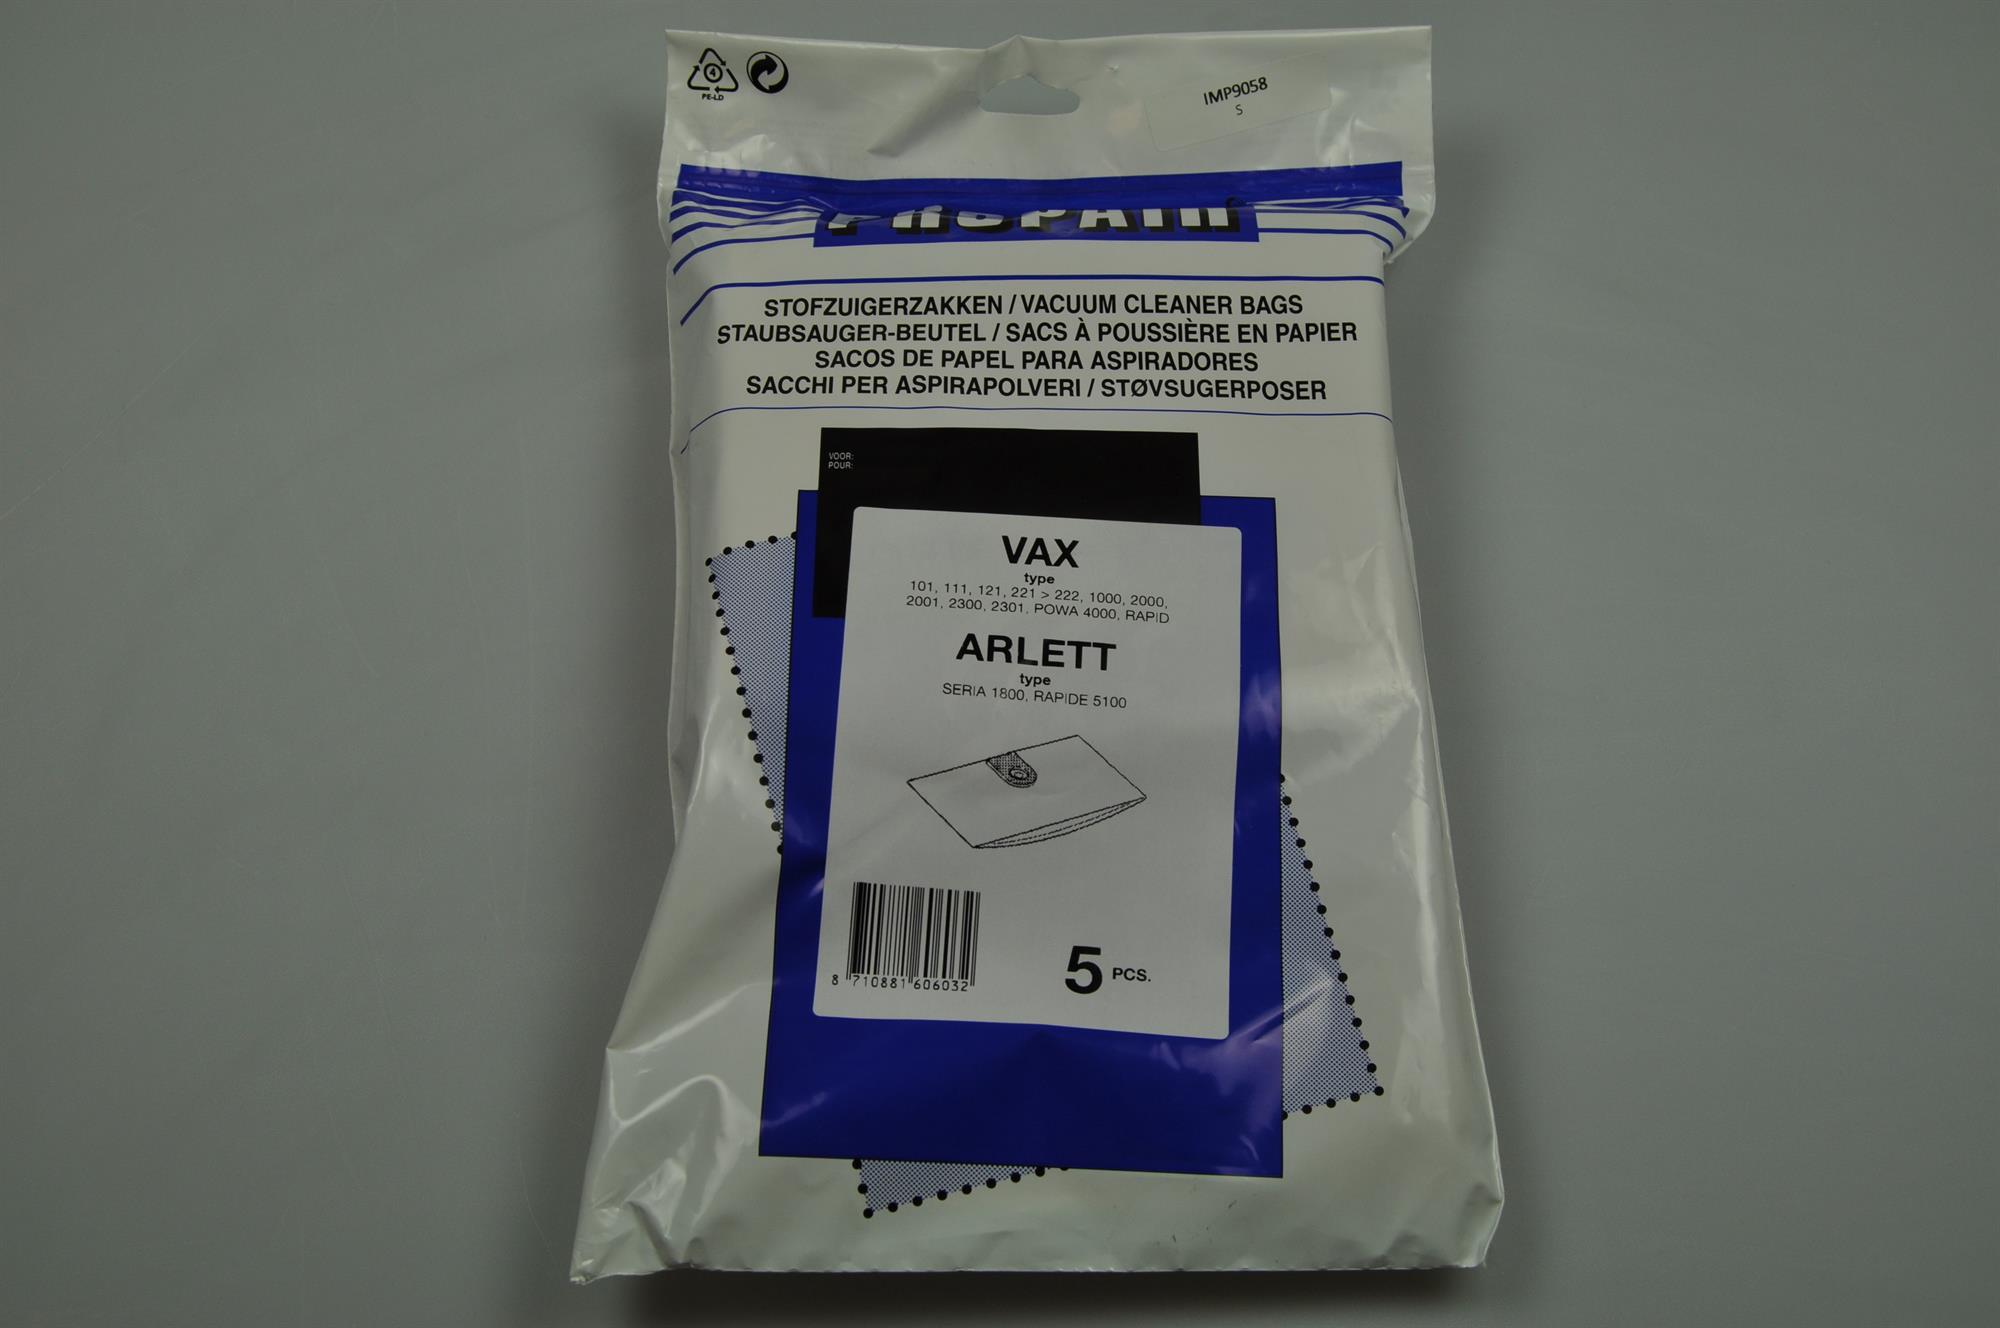 4
PE-LD
IMP9058
S
STOFZUIGERZAKKEN / VACUUM CLEANER BAGS
STAUBSAUGER-BEUTEL / SACS À POUSSIÈRE EN PAPIER
SACOS DE PAPEL PARA ASPIRADORES
SACCHI PER ASPIRAPOLVERI / STØVSUGERPOSER
VOOR:
POUR:
VAX
type
101, 111, 121, 221 > 222, 1000, 2000,
2001, 2300, 2301, POWA 4000, RAPID
ARLETT
type
SERIA 1800, RAPIDE 5100
8 710881 606032
5 PCS.